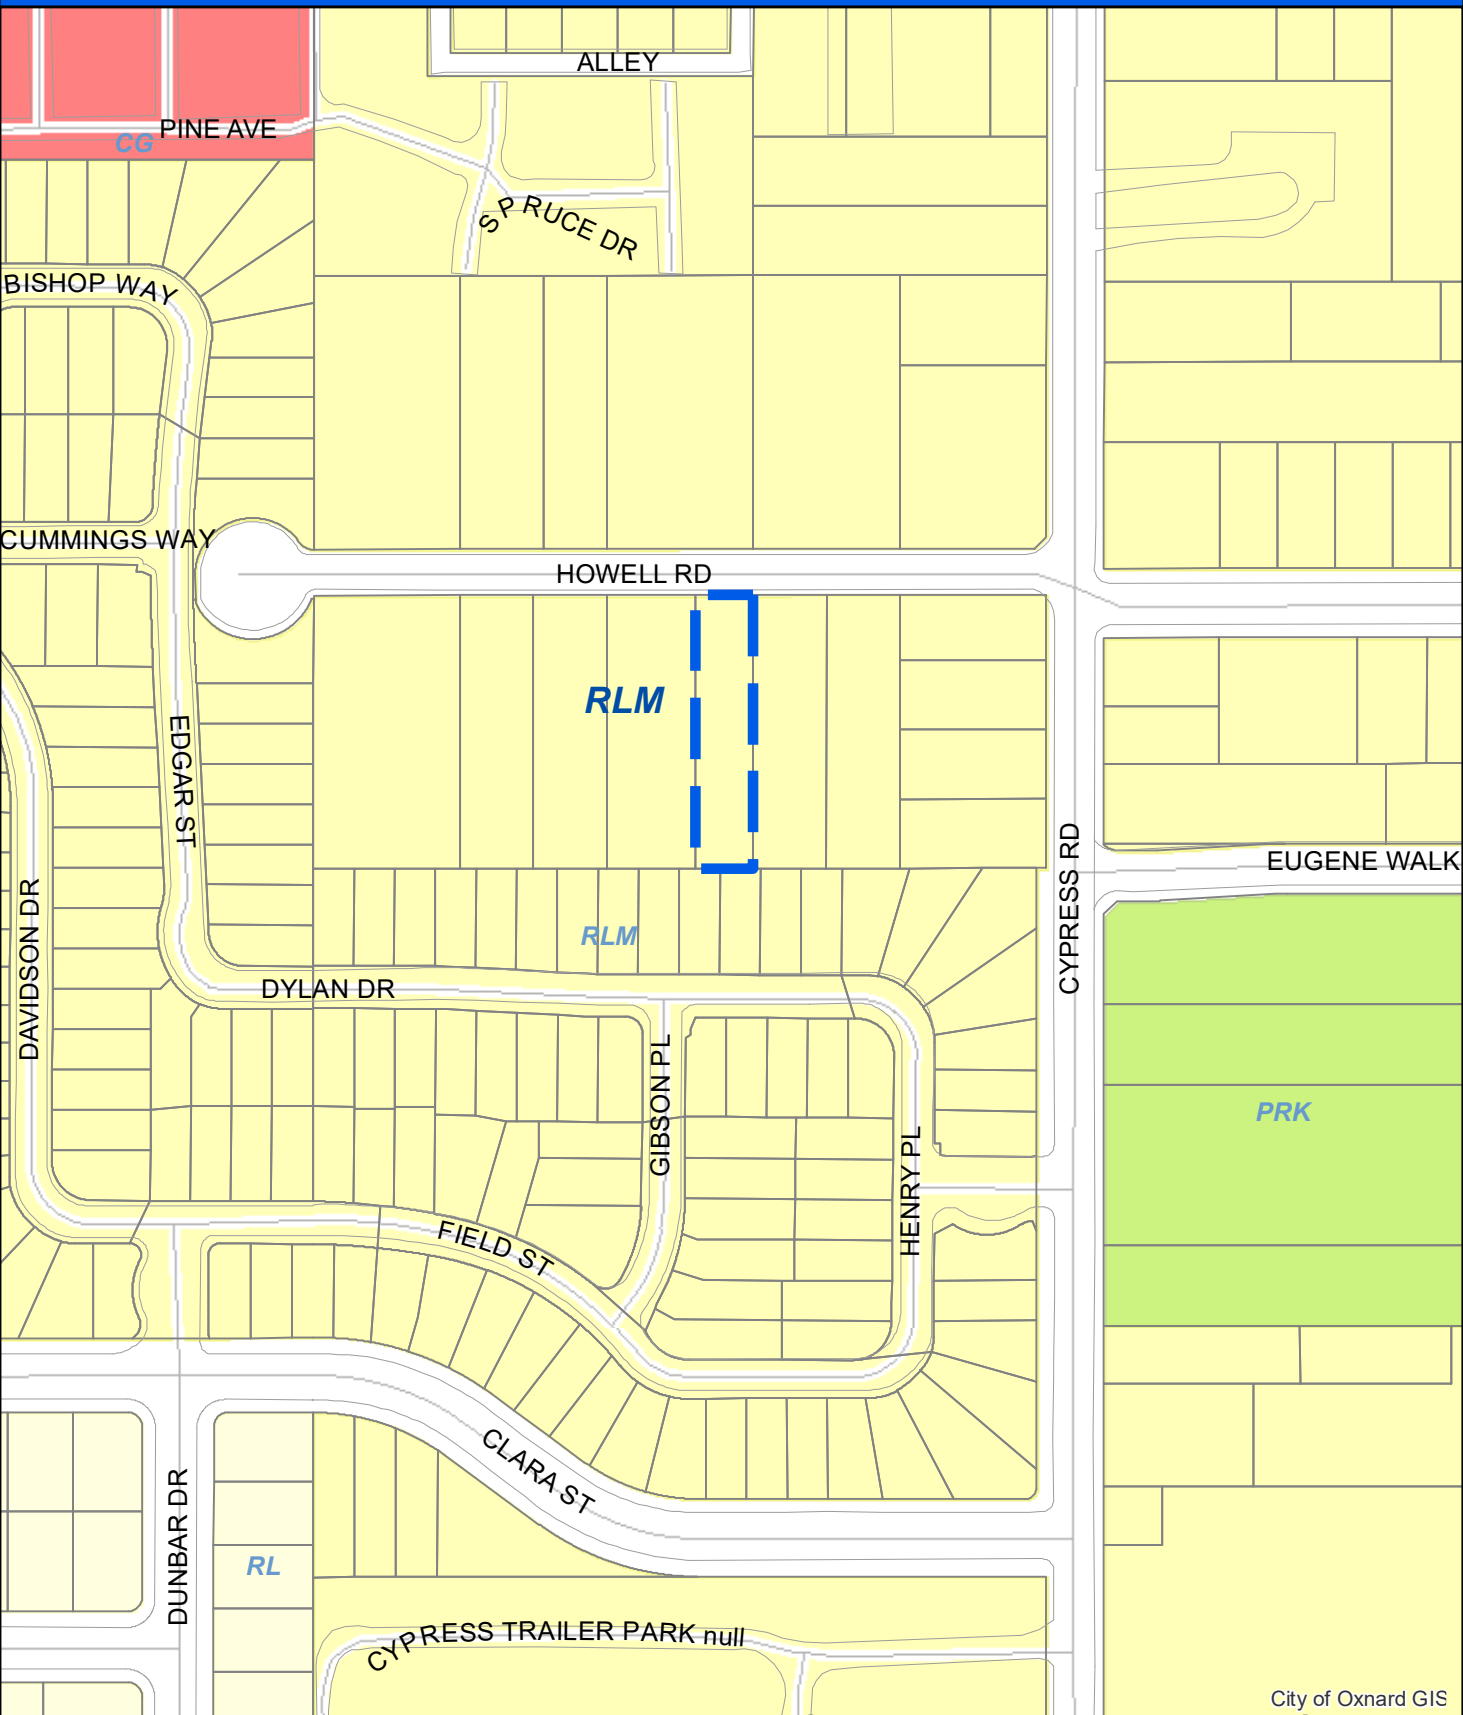 ALLEY
PINE AVE
CG
SPRUCE DR
BISHOP WAY
CUMMINGS WAY
HOWELL RD
RLM
EDGAR ST
CYPRESS RD
EUGENE WALK
DAVIDSON DR
RLM
DYLAN DR
GIBSON PL
PRK
HENRY PL
FIELD ST
CLARA ST
DUNBAR DR
RL
CYPRESS TRAILER PARK null
City of Oxnard GIS